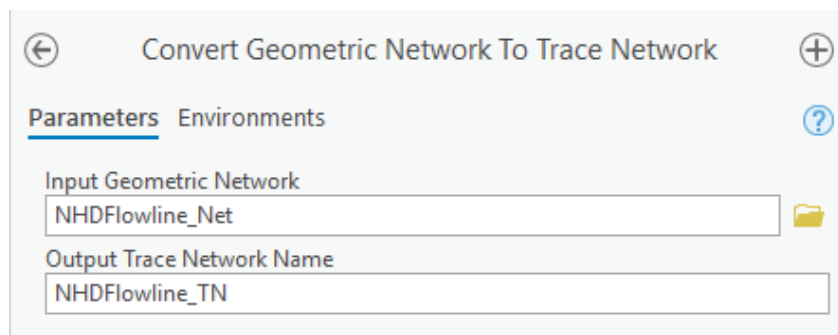 Convert Geometric Network To Trace Network
Parameters Environments
?
Input Geometric Network
NHDFlowline_Net
Output Trace Network Name
NHDFlowline_TN